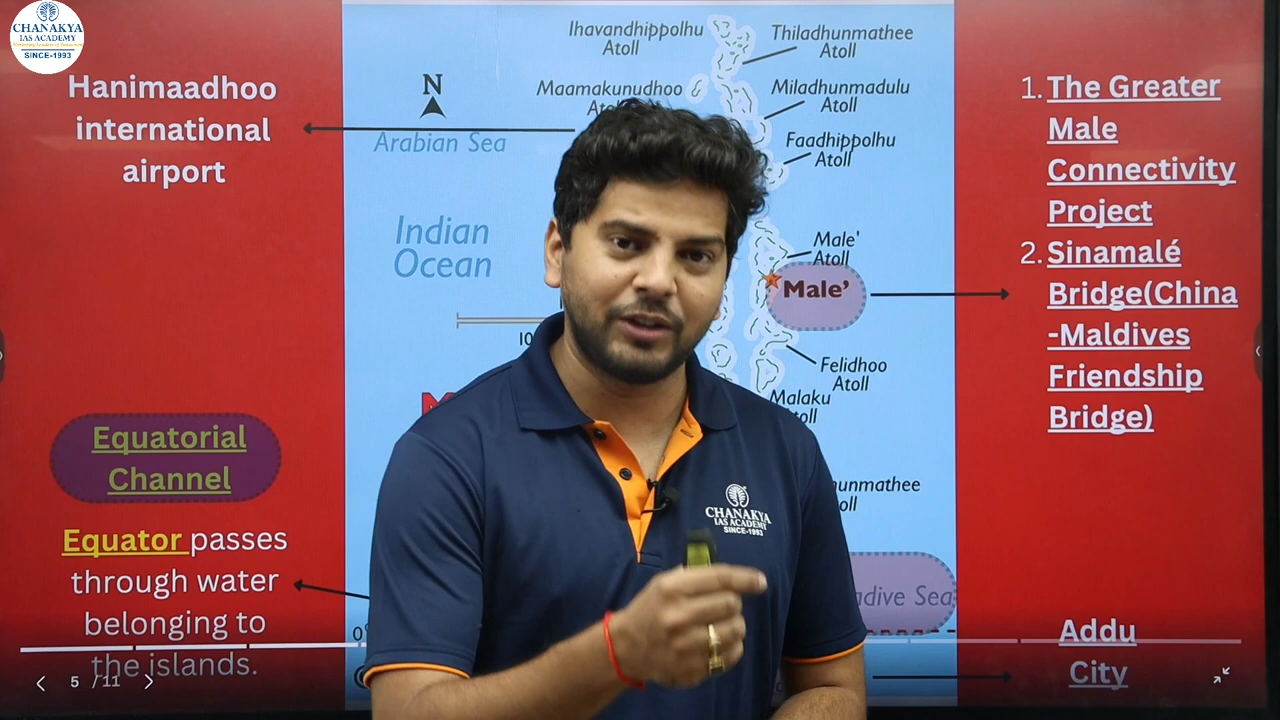 CHANAKYA
IAS ACADEMY
SINCE-1993
Hanimaadhoo
international
airport
Equatorial
Channel
Equator passes
through water
belonging to
the islands.
5 /11
N
Arabian Sea
Indian
Ocean
10
M
0°
Ihavandhippolhu
Atoll
Thiladhunmathee
Atoll
Maamakunudhoo
Miladhunmadulu
Atoll
Faadhippolhu
Atoll
Male'
Atoll
Male'
Felidhoo
Atoll
Malaku
CHANAKYA
IAS ACADEMY
SINCE-1993
1. The Greater
Male
Connectivity
Project
2. Sinamalé
Bridge(China
-Maldives
Friendship
Bridge)
Sea
Addu
City